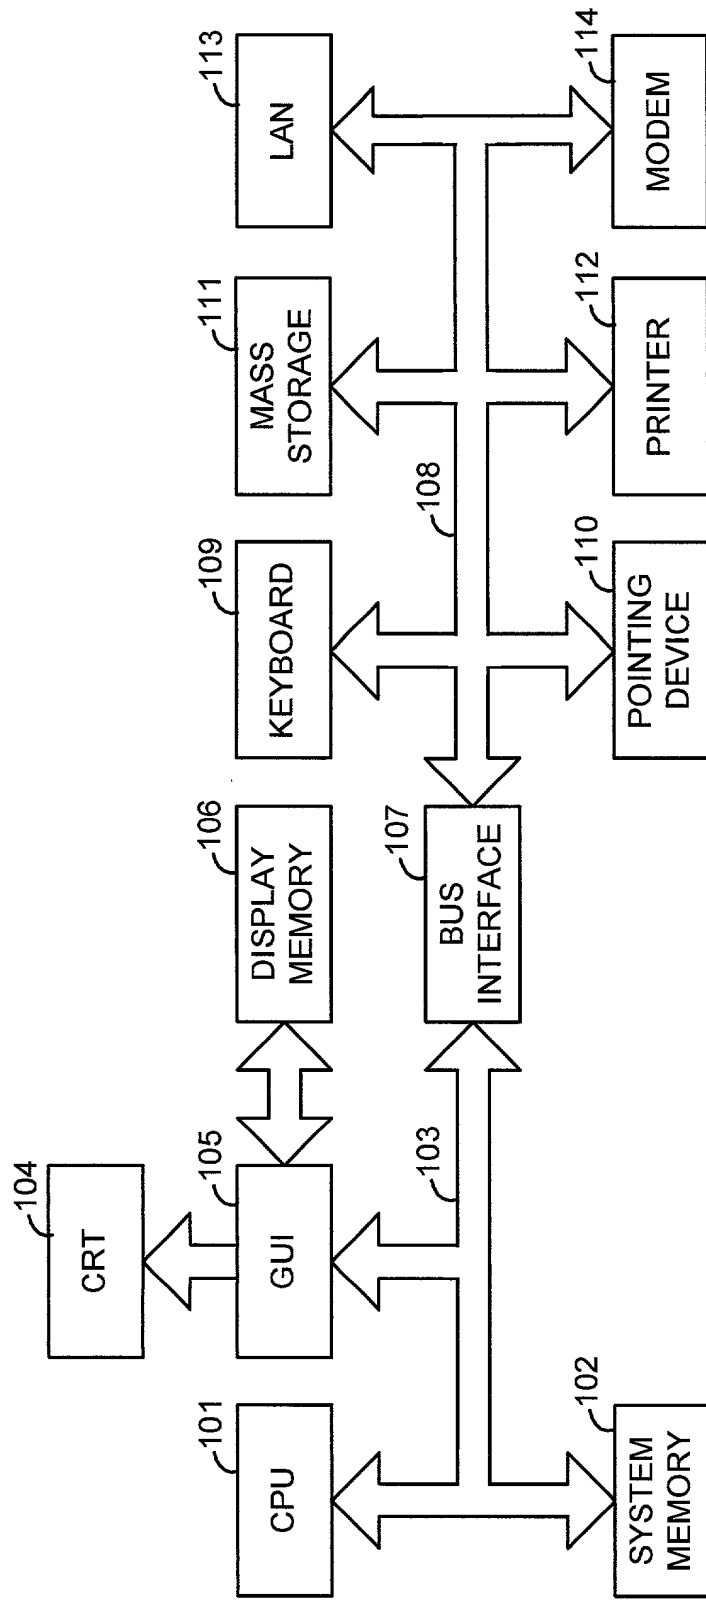 104
CRT
101
CPU
105
GUI
106
DISPLAY
MEMORY
109
KEYBOARD
111
MASS
STORAGE
113
LAN
103
107
BUS
INTERFACE
108
102
SYSTEM
MEMORY
110
POINTING
DEVICE
112
PRINTER
114
MODEM